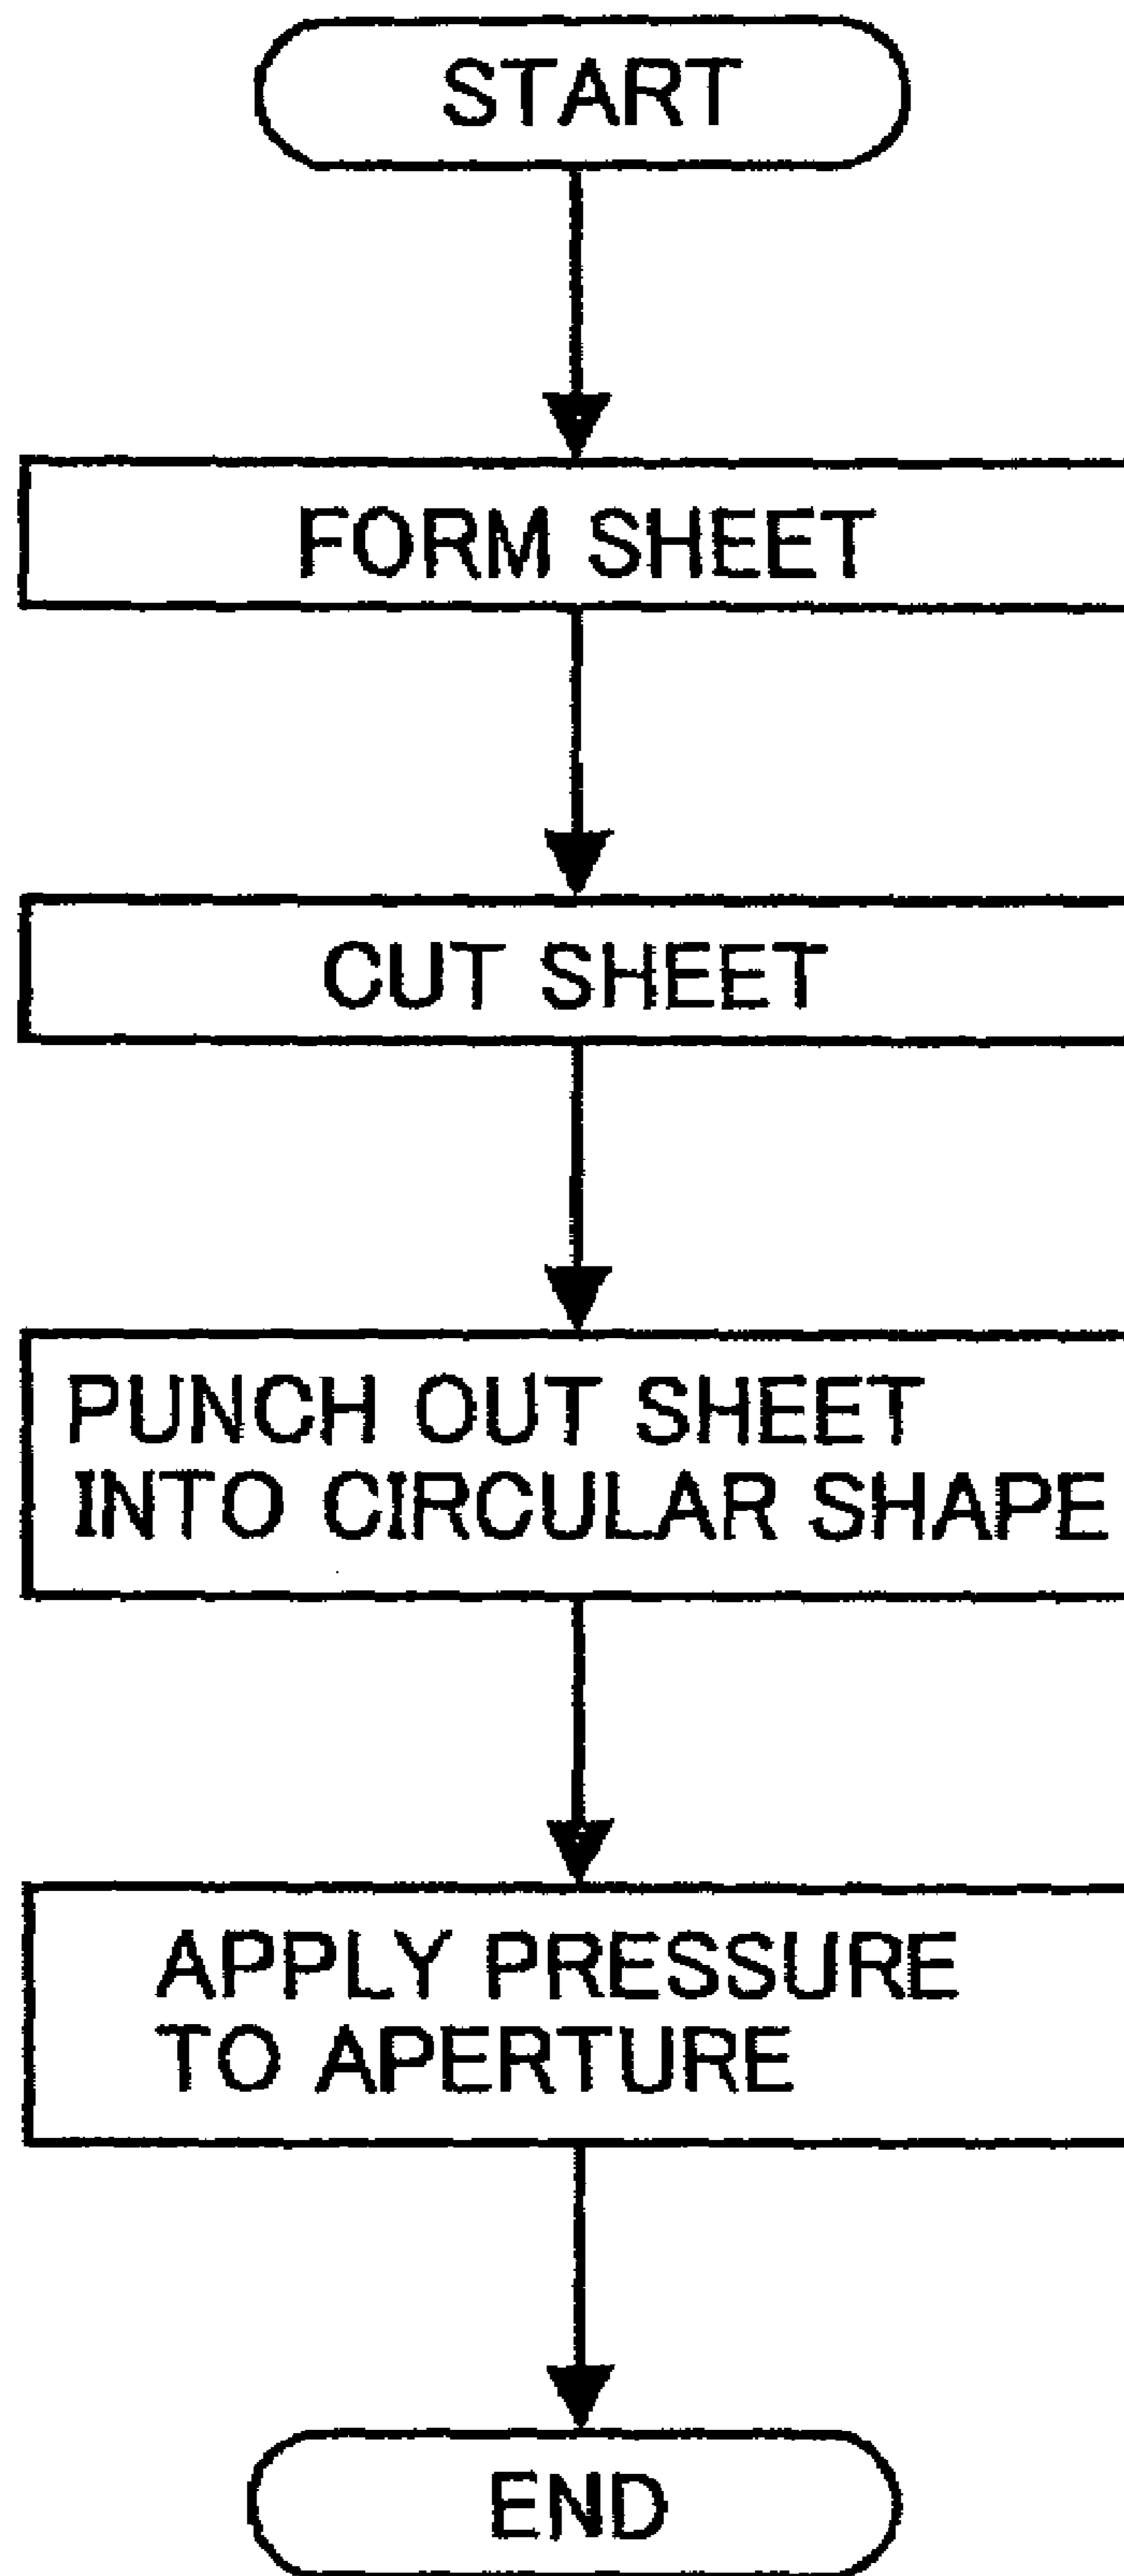 START
FORM SHEET
CUT SHEET
PUNCH OUT SHEET
INTO CIRCULAR SHAPE
APPLY PRESSURE
TO APERTURE
END